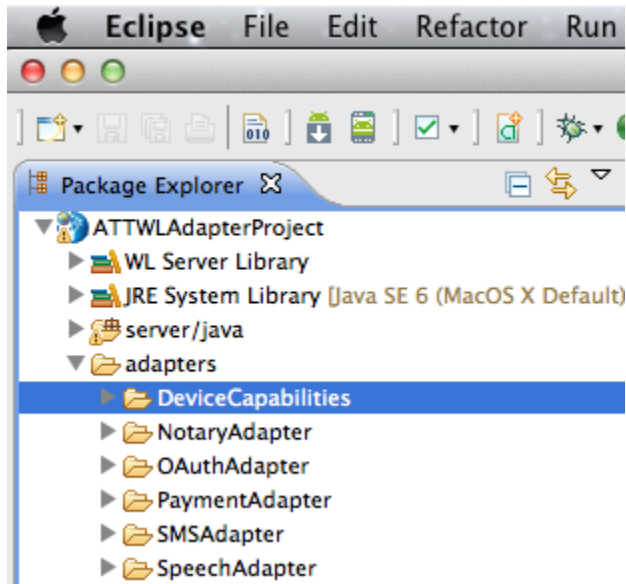 Eclipse File Edit Refactor Run
010
Package Explorer
ATTWLAdapterProject
WL Server Library
JRE System Library [Java SE 6 (MacOS X Default)
server/java
adapters
DeviceCapabilities
NotaryAdapter
OAuthAdapter
PaymentAdapter
SMSAdapter
SpeechAdapter